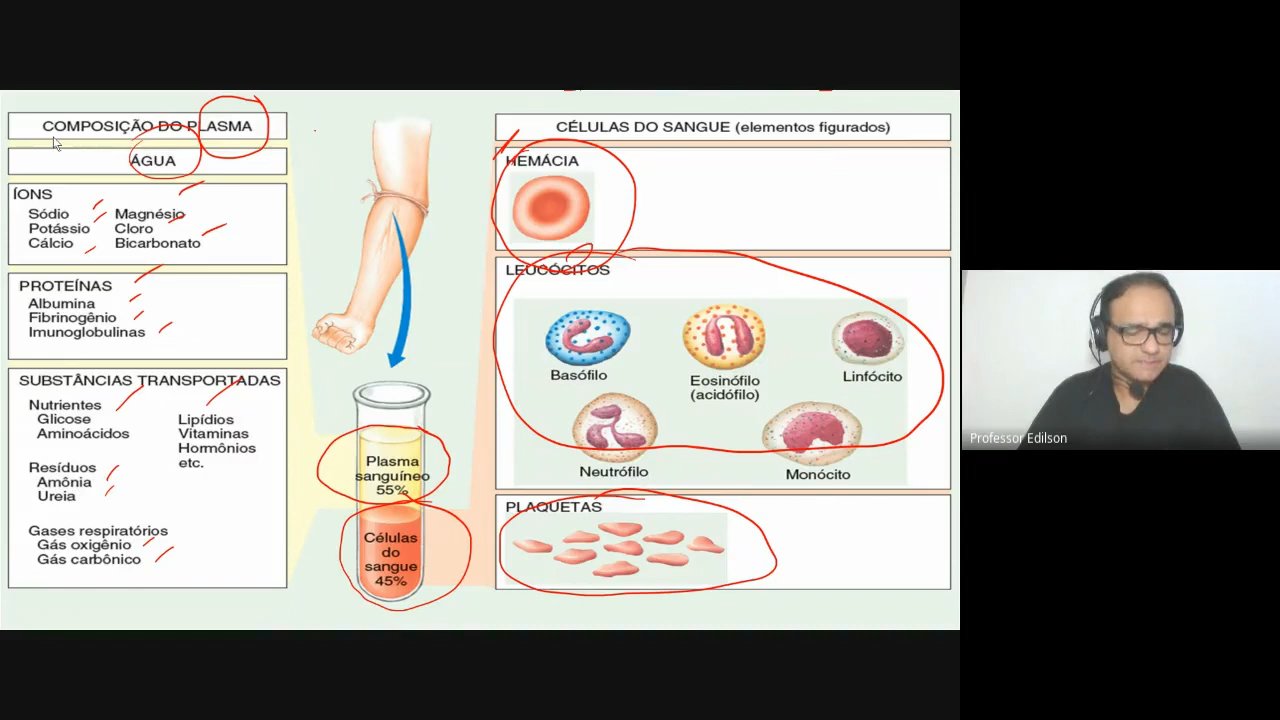 COMPOSIÇÃO DO PLASMA
ÁGUA
ÍONS
Sódio
Potássio
Cálcio
Magnésio
Cloro
Bicarbonato
PROTEÍNAS
Albumina
Fibrinogênio
Imunoglobulinas
SUBSTÂNCIAS TRANSPORTADAS
Nutrientes
Glicose
Aminoácidos
Lipídios
Vitaminas
Hormônios
etc.
Resíduos
Amônia
Ureia
Gases respiratórios
Gás oxigênio
Gás carbônico
Plasma
sanguíneo
55%
Células
do
sangue
45%
CÉLULAS DO SANGUE (elementos figurados)
HEMÁCIA
LEUCÓCITOS
Basófilo
Eosinófilo
(acidófilo)
Linfócito
Neutrófilo
Monócito
PLAQUETAS
Professor Edilson